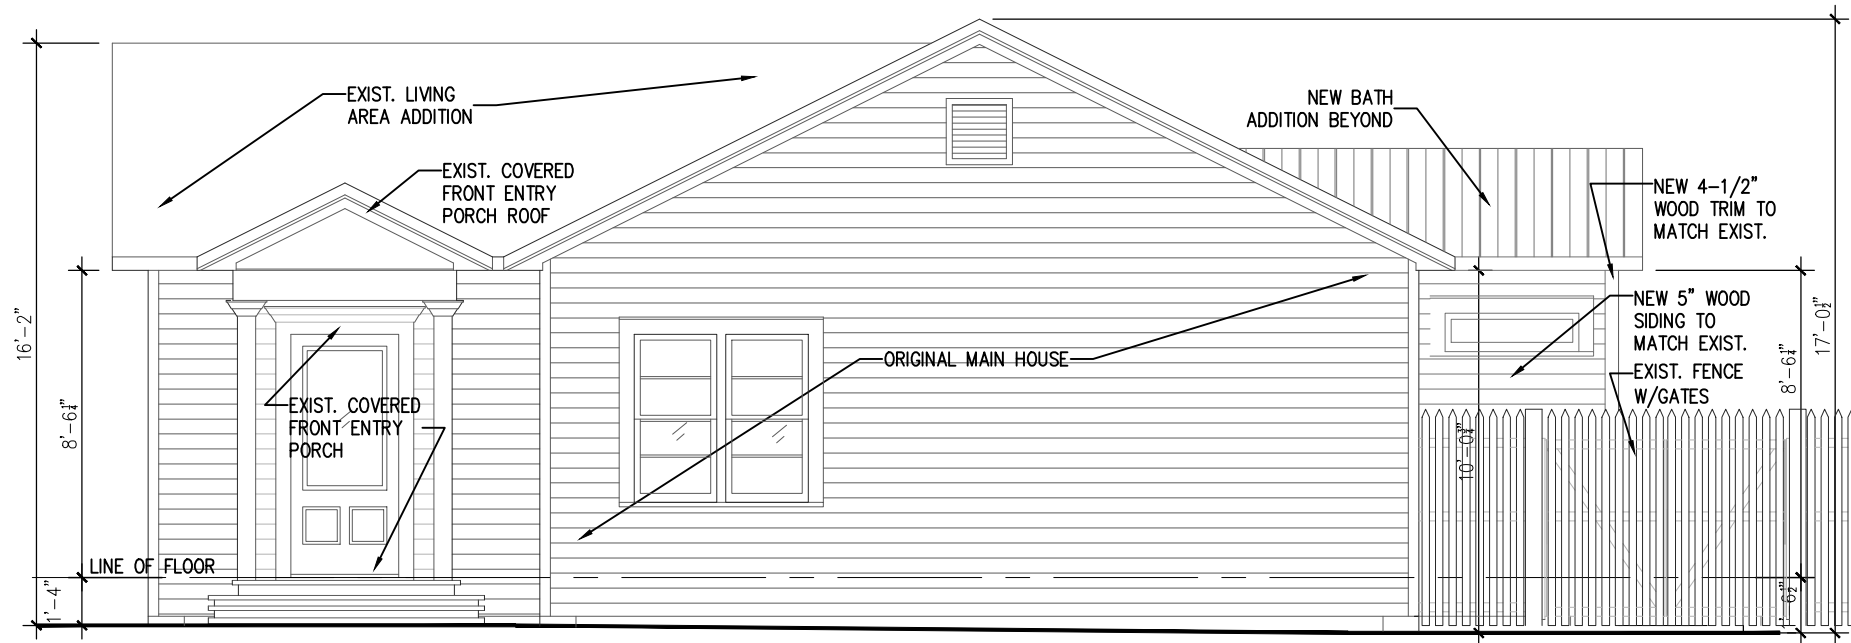 EXIST. LIVING
AREA ADDITION
EXIST. COVERED
FRONT ENTRY
PORCH ROOF
NEW BATH
ADDITION BEYOND
NEW 4-1/2"
WOOD TRIM TO
MATCH EXIST.
NEW 5" WOOD
SIDING TO
MATCH EXIST.
EXIST. FENCE
W/GATES
ORIGINAL MAIN HOUSE
EXIST. COVERED
FRONT ENTRY
PORCH
LINE OF FLOOR
16'-2"
8'-6¼"
1'-4"
10'-0¾"
8'-6¼"
17'-0½"